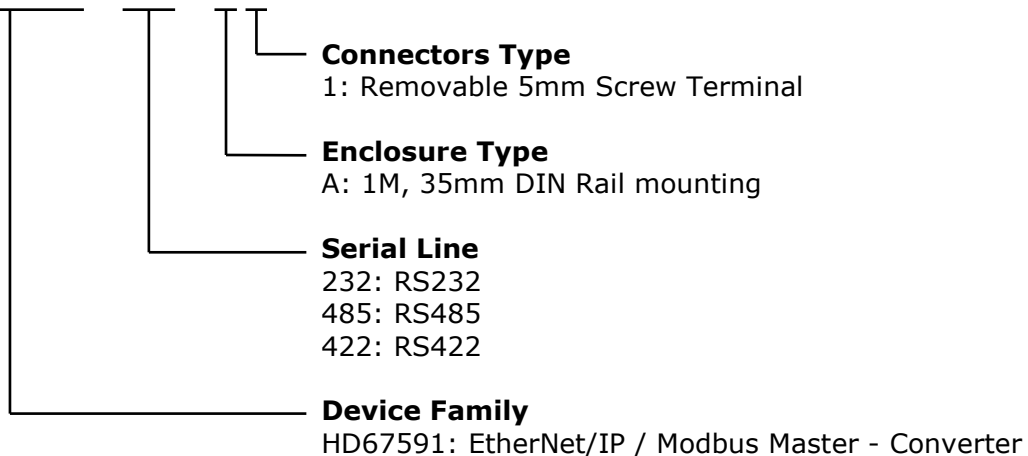 Connectors Type
1: Removable 5mm Screw Terminal
Enclosure Type
A: 1M, 35mm DIN Rail mounting
Serial Line
232: RS232
485: RS485
422: RS422
Device Family
HD67591: EtherNet/IP / Modbus Master - Converter